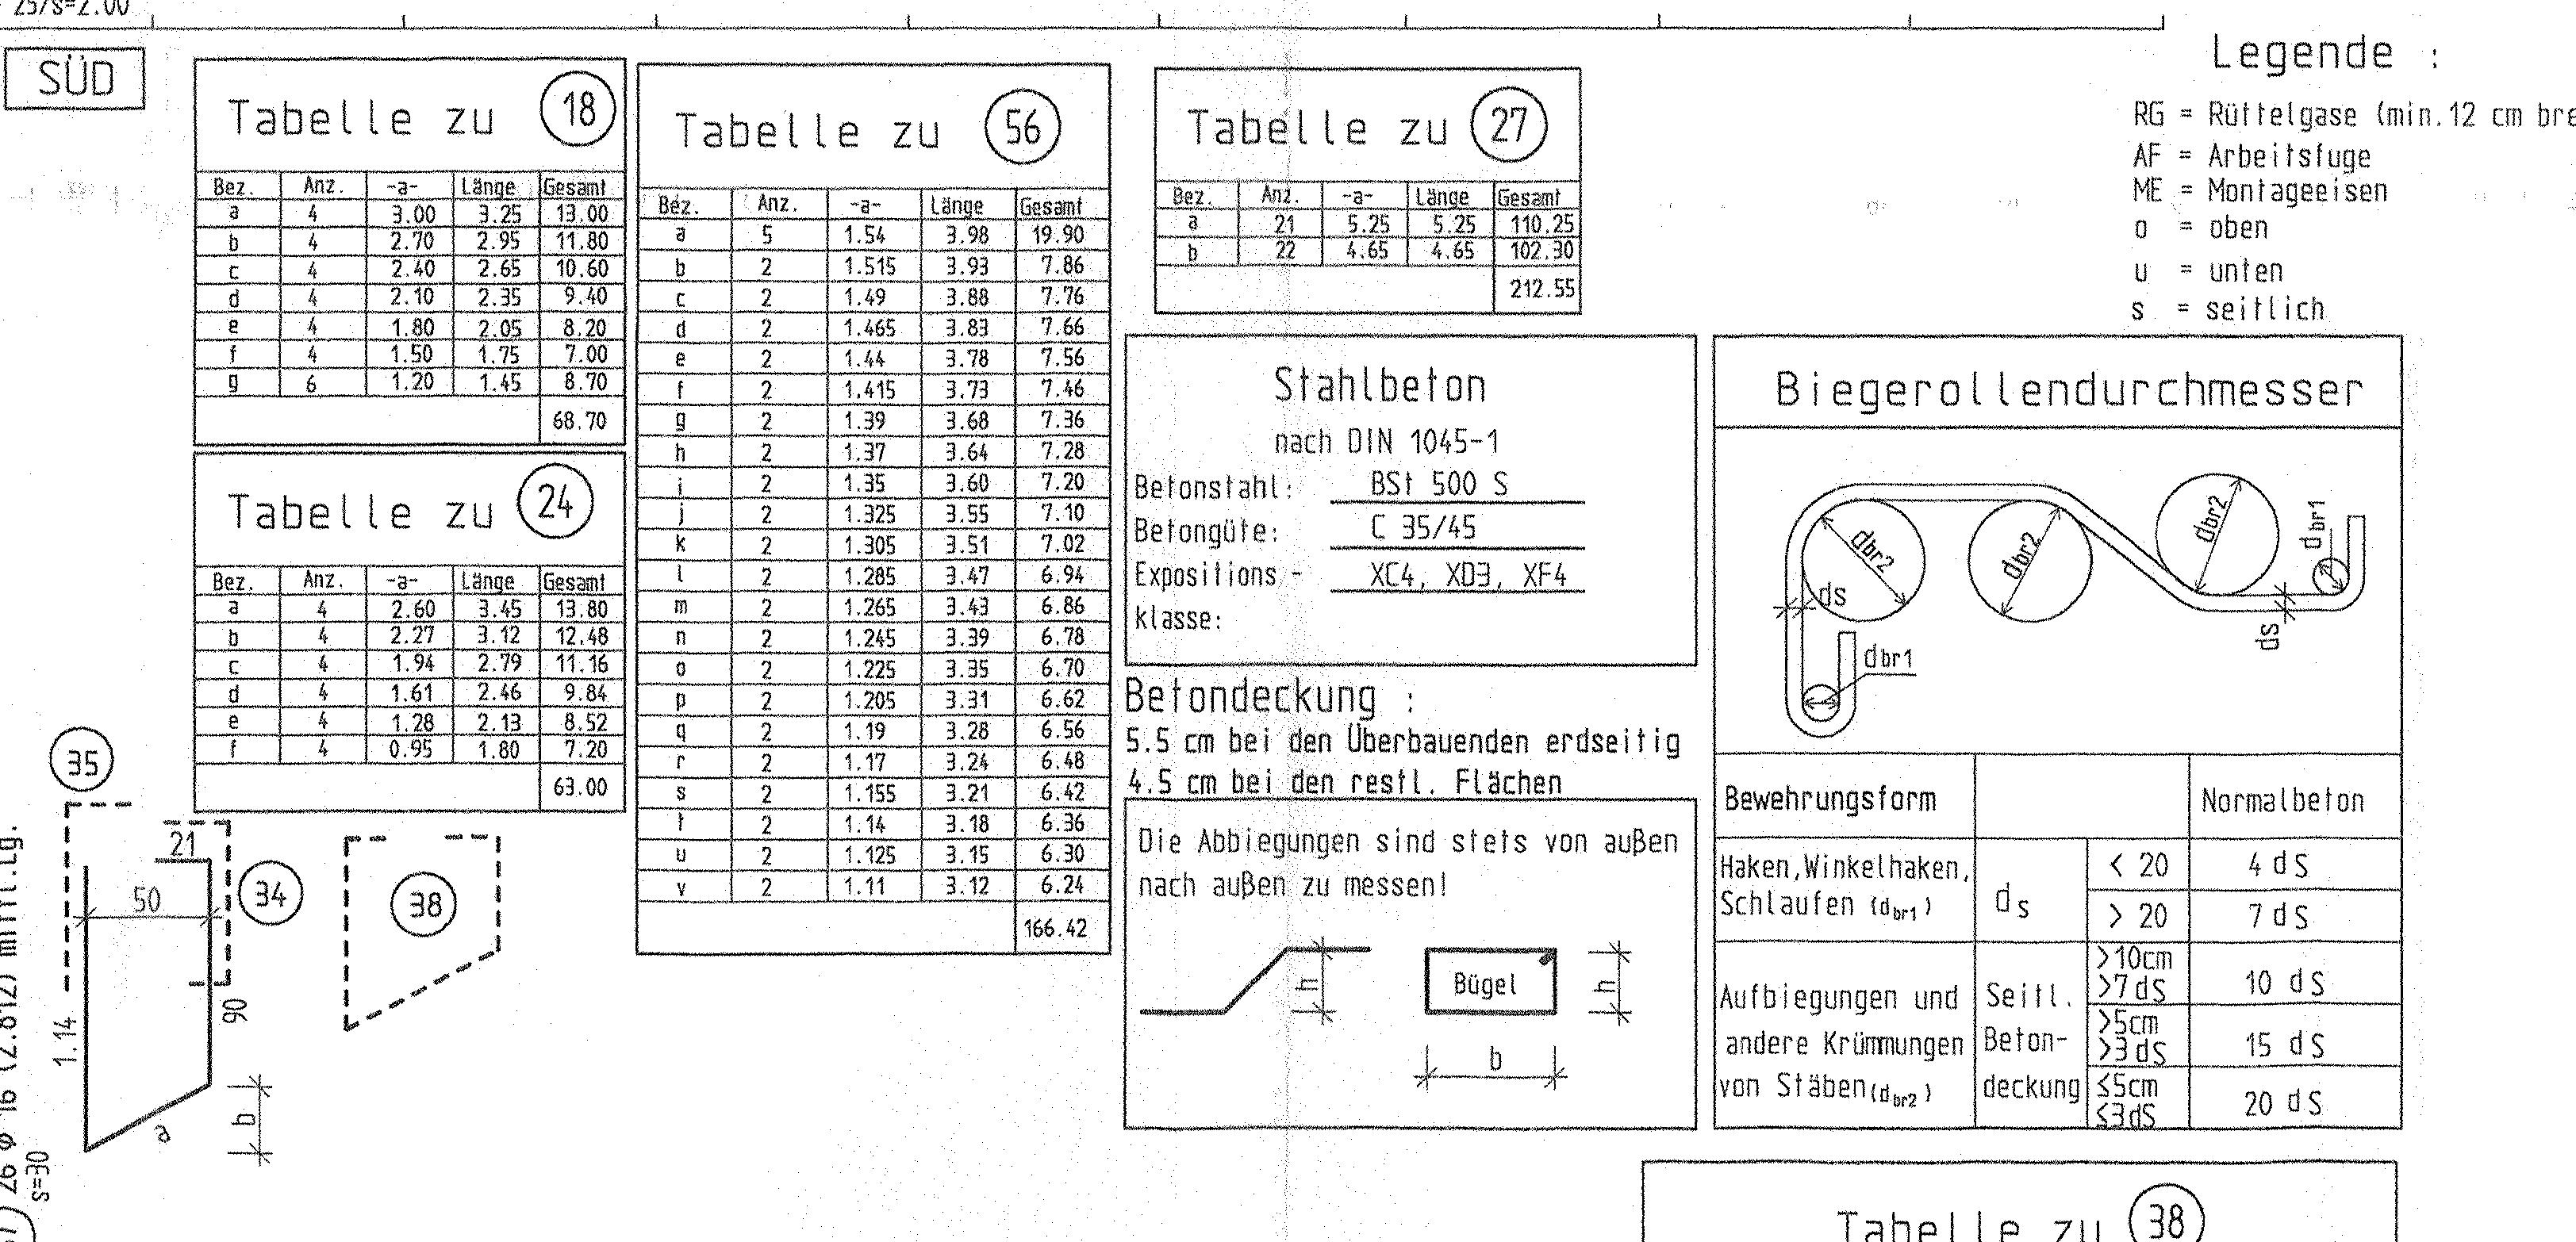 25/s=2.00
SÜD
Tabelle zu 18
Bez. Anz. -a- Länge Gesamt
a 4 3.00 3.25 13.00
b 4 2.70 2.95 11.80
c 4 2.40 2.65 10.60
d 4 2.10 2.35 9.40
e 4 1.80 2.05 8.20
f 4 1.50 1.75 7.00
g 6 1.20 1.45 8.70
68.70
Tabelle zu 24
Bez. Anz. -a- Länge Gesamt
a 4 2.60 3.45 13.80
b 4 2.27 3.12 12.48
c 4 1.94 2.79 11.16
d 4 1.61 2.46 9.84
e 4 1.28 2.13 8.52
f 4 0.95 1.80 7.20
63.00
Tabelle zu 56
Bez. Anz. -a- Länge Gesamt
a 5 1.54 3.98 19.90
b 2 1.515 3.93 7.86
c 2 1.49 3.88 7.76
d 2 1.465 3.83 7.66
e 2 1.44 3.78 7.56
f 2 1.415 3.73 7.46
g 2 1.39 3.68 7.36
h 2 1.37 3.64 7.28
i 2 1.35 3.60 7.20
j 2 1.325 3.55 7.10
k 2 1.305 3.51 7.02
l 2 1.285 3.47 6.94
m 2 1.265 3.43 6.86
n 2 1.245 3.39 6.78
o 2 1.225 3.35 6.70
p 2 1.205 3.31 6.62
q 2 1.19 3.28 6.56
r 2 1.17 3.24 6.48
s 2 1.155 3.21 6.42
t 2 1.14 3.18 6.36
u 2 1.125 3.15 6.30
v 2 1.11 3.12 6.24
166.42
Tabelle zu 27
Bez. Anz. -a- Länge Gesamt
a 21 5.25 5.25 110.25
b 22 4.65 4.65 102.30
212.55
Legende :
RG = Rüttelgase (min.12 cm bre
AF = Arbeitsfuge
ME = Montageeisen
o = oben
u = unten
s = seitlich
Stahlbeton
nach DIN 1045-1
Betonstahl: BSt 500 S
Betongüte: C 35/45
Expositions- XC4, XD3, XF4
klasse:
Betondeckung :
5.5 cm bei den Überbauenden erdseitig
4.5 cm bei den restl. Flächen
Die Abbiegungen sind stets von außen
nach außen zu messen!
h
Bügel
h
b
Biegerollendurchmesser
dbr2
dbr2
dbr2
dbr1
ds
ds
dbr1
Bewehrungsform Normalbeton
Haken,Winkelhaken,
Schlaufen (dbr1)
ds
< 20 4 dS
> 20 7 dS
Aufbiegungen und
andere Krümmungen
von Stäben(dbr2)
Seitl.
Beton-
deckung
>10cm
>7dS
10 dS
>5cm
>3dS
15 dS
≤5cm
≤3dS
20 dS
35
21
50
34
38
1.14
90
a
b
26 Ø 16 (2.812) mittl.lg.
s=30
Tabelle zu 38